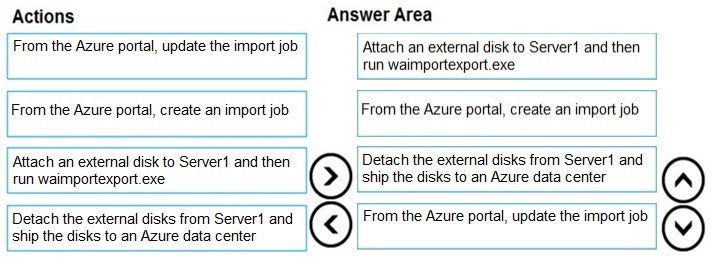 Actions
From the Azure portal, update the import job
From the Azure portal, create an import job
Attach an external disk to Server1 and then
run waimportexport.exe
Detach the external disks from Server1 and
ship the disks to an Azure data center
Answer Area
Attach an external disk to Server1 and then
run waimportexport.exe
From the Azure portal, create an import job
Detach the external disks from Server1 and
ship the disks to an Azure data center
From the Azure portal, update the import job